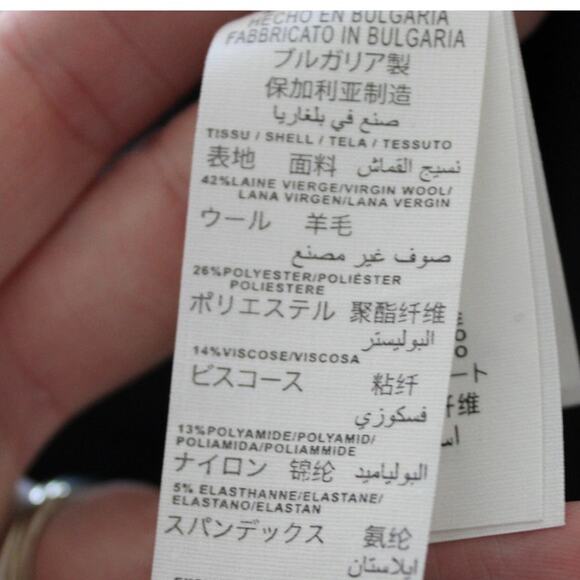 HECHO EN BULGARIA
FABBRICATO IN BULGARIA
ブルガリア製
保加利亚制造
صنع في بلغاريا
TISSU / SHELL / TELA / TESSUTO
表地 面料 نسيج القماش
42%LAINE VIERGE/VIRGIN WOOL/
LANA VIRGEN/LANA VERGIN
ウール 羊毛
صوف غير مصنع
26%POLYESTER/POLIÉSTER
POLIESTERE
ポリエステル 聚酯纤维
البوليستر
14%VISCOSE/VISCOSA
ビスコース 粘纤
فسكوزي
13%POLYAMIDE/POLYAMID/
POLIAMIDA/POLIAMMIDE
ナイロン 锦纶 البولياميد
5% ELASTHANNE/ELASTANE/
ELASTANO/ELASTAN
スパンデックス 氨纶
ايلاستان